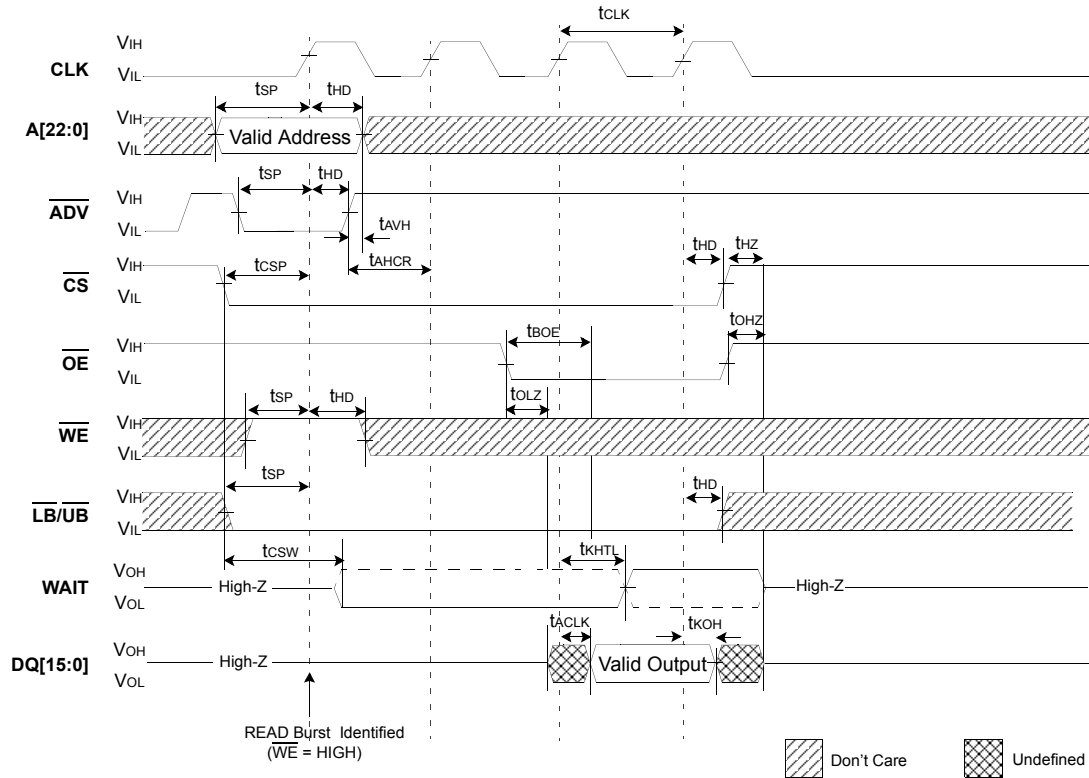 tCLK
VIH
CLK
VIL
tSP
tHD
VIH
A[22:0]
Valid Address
VIL
tSP
tHD
VIH
ADV
VIL
tAVH
tAHCR
tHD
tHZ
VIH
tCSP
CS
VIL
tBOE
tOHZ
VIH
OE
VIL
tOLZ
tSP
tHD
VIH
WE
VIL
tSP
tHD
VIH
LB/UB
VIL
tCSW
tKHTL
VOH
WAIT
High-Z
High-Z
VOL
tACLK
tKOH
VOH
DQ[15:0]
High-Z
Valid Output
VOL
READ Burst Identified
(WE = HIGH)
Don't Care
Undefined